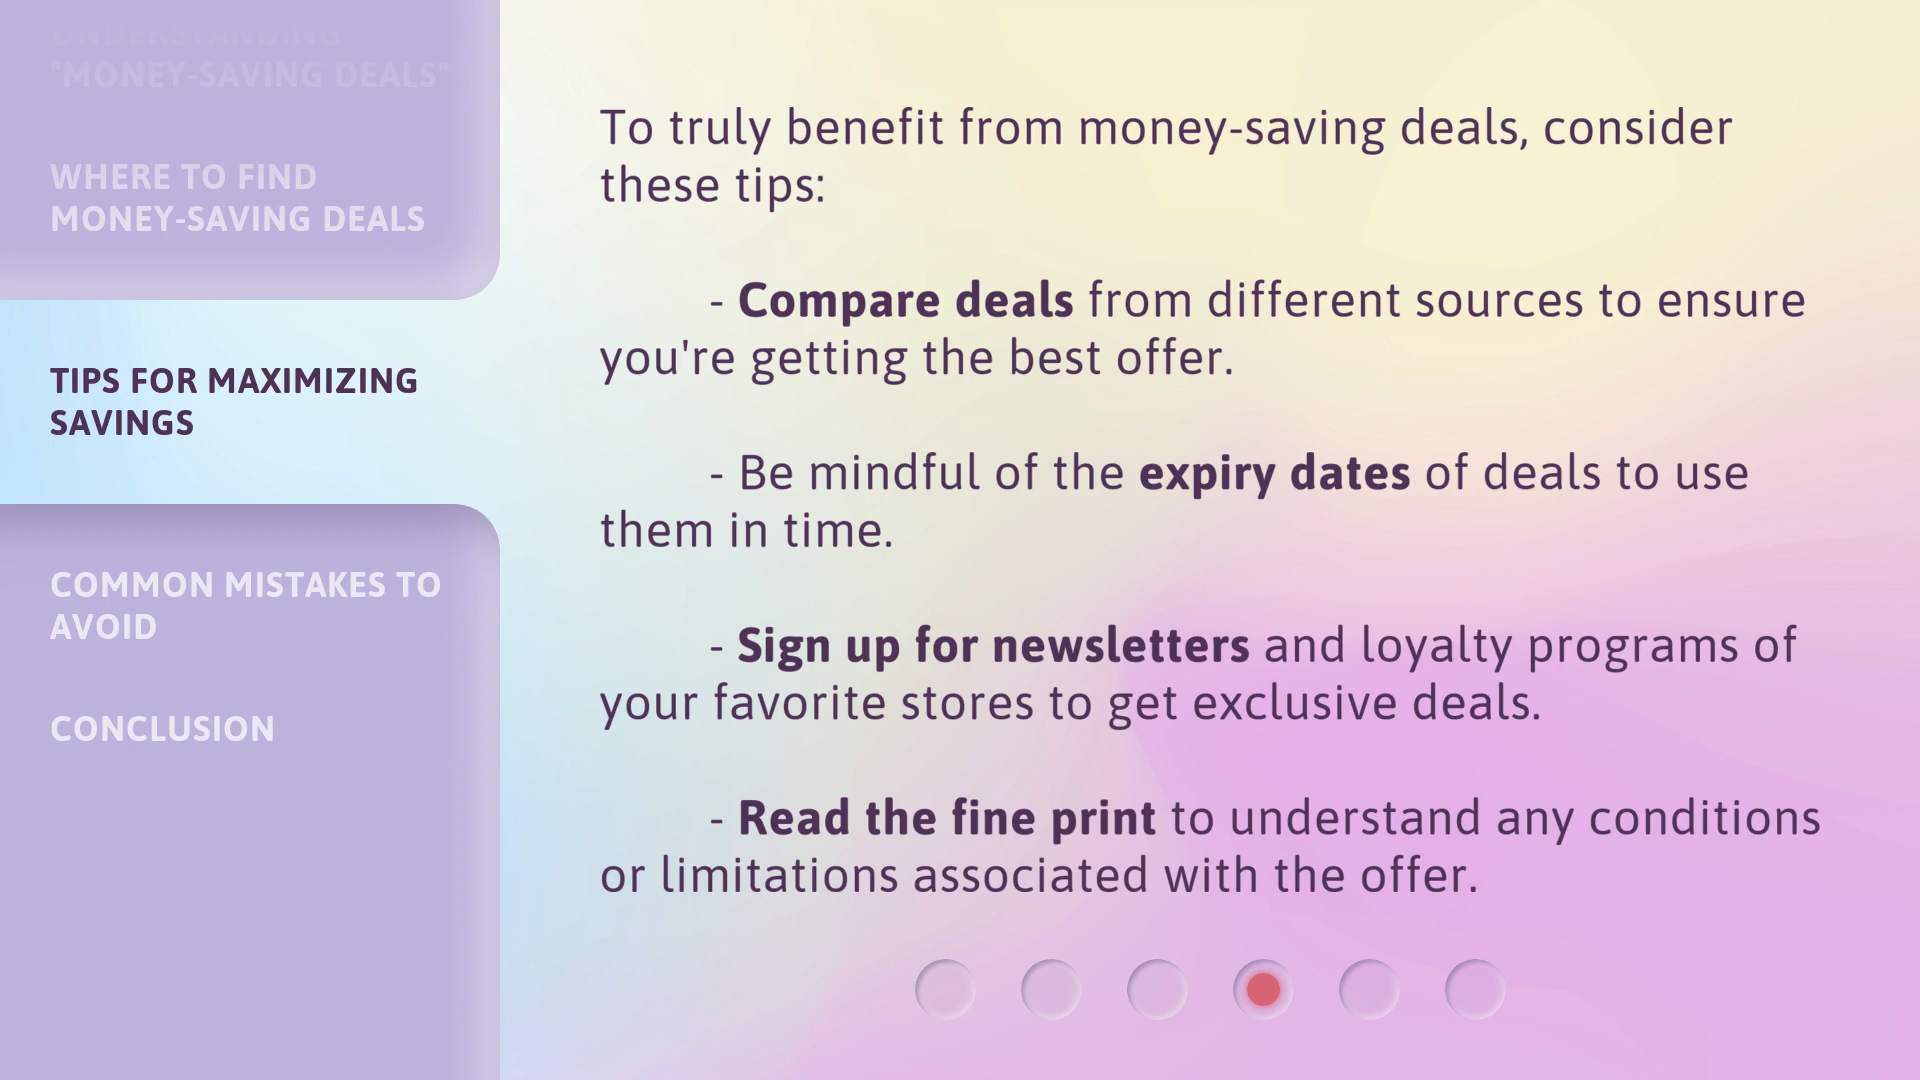 UNDERSTANDING
"MONEY-SAVING DEALS"
WHERE TO FIND
MONEY-SAVING DEALS
TIPS FOR MAXIMIZING
SAVINGS
COMMON MISTAKES TO
AVOID
CONCLUSION
To truly benefit from money-saving deals, consider
these tips:
- Compare deals from different sources to ensure
you're getting the best offer.
- Be mindful of the expiry dates of deals to use
them in time.
- Sign up for newsletters and loyalty programs of
your favorite stores to get exclusive deals.
- Read the fine print to understand any conditions
or limitations associated with the offer.